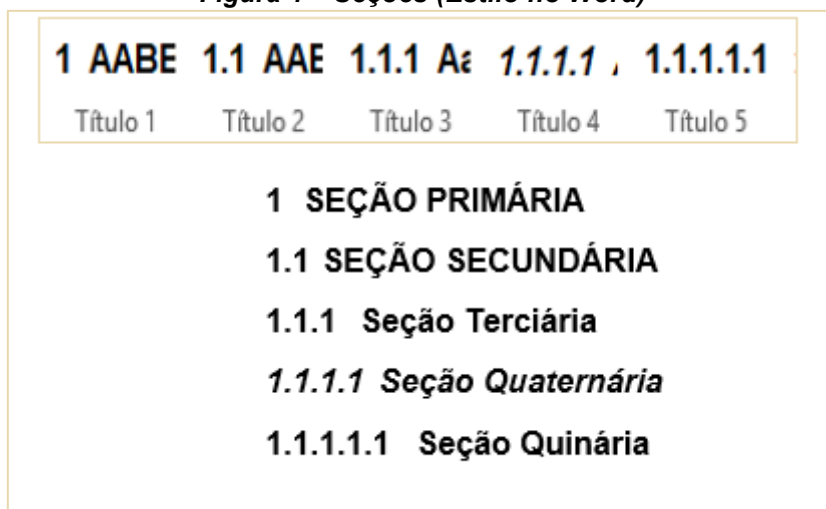 Figura 1 – Seções (Estilo no Word)
1 AABE 1.1 AAE 1.1.1 Aa 1.1.1.1 1.1.1.1.1
Título 1 Título 2 Título 3 Título 4 Título 5
1 SEÇÃO PRIMÁRIA
1.1 SEÇÃO SECUNDÁRIA
1.1.1 Seção Terciária
1.1.1.1 Seção Quaternária
1.1.1.1.1 Seção Quinária